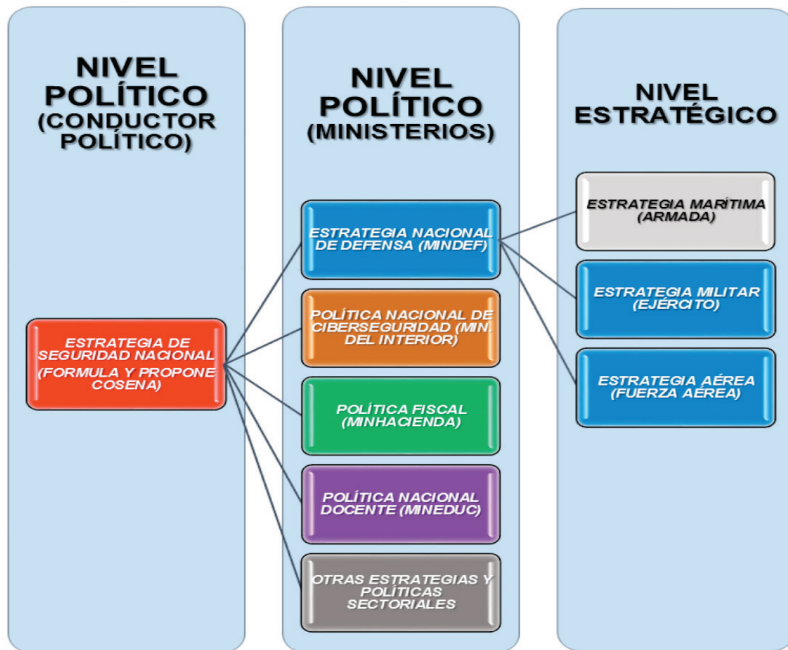 NIVEL
POLÍTICO
(CONDUCTOR
POLÍTICO)
ESTRATEGIA DE
SEGURIDAD NACIONAL
(FORMULA Y PROPONE
COSENA)
NIVEL
POLÍTICO
(MINISTERIOS)
ESTRATEGIA NACIONAL
DE DEFENSA (MINDEF)
POLÍTICA NACIONAL DE
CIBERSEGURIDAD (MIN.
DEL INTERIOR)
POLÍTICA FISCAL
(MINHACIENDA)
POLÍTICA NACIONAL
DOCENTE (MINEDUC)
OTRAS ESTRATEGIAS Y
POLÍTICAS
SECTORIALES
NIVEL
ESTRATÉGICO
ESTRATEGIA MARÍTIMA
(ARMADA)
ESTRATEGIA MILITAR
(EJÉRCITO)
ESTRATEGIA AÉREA
(FUERZA AÉREA)